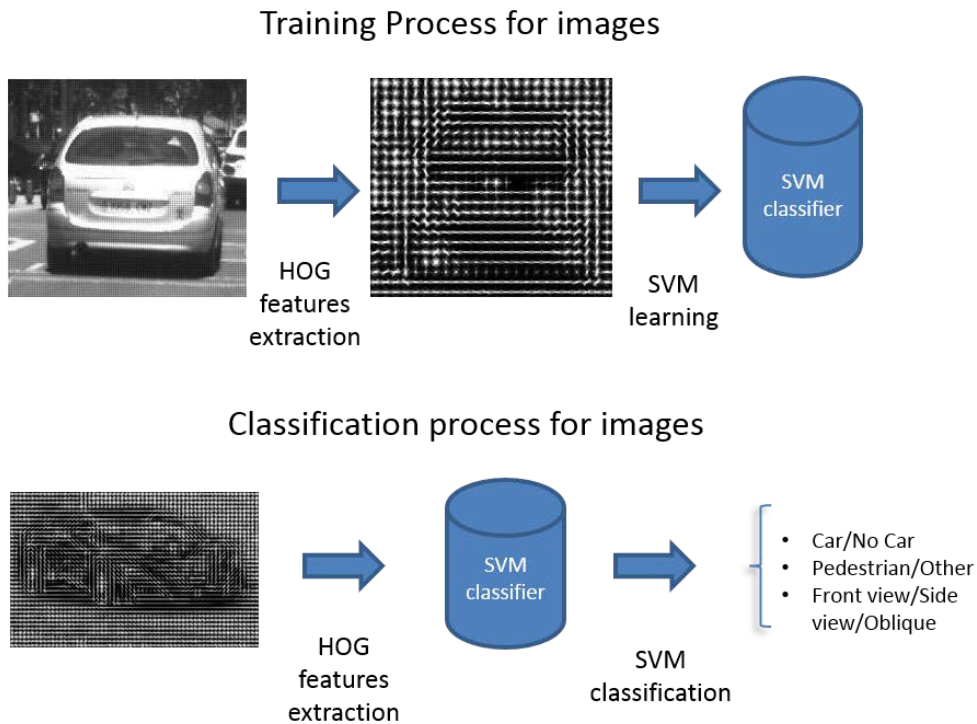 Training Process for images
HOG
features
extraction
SVM
learning
SVM
classifier
Classification process for images
HOG
features
extraction
SVM
classifier
SVM
classification
• Car/No Car
• Pedestrian/Other
• Front view/Side
view/Oblique